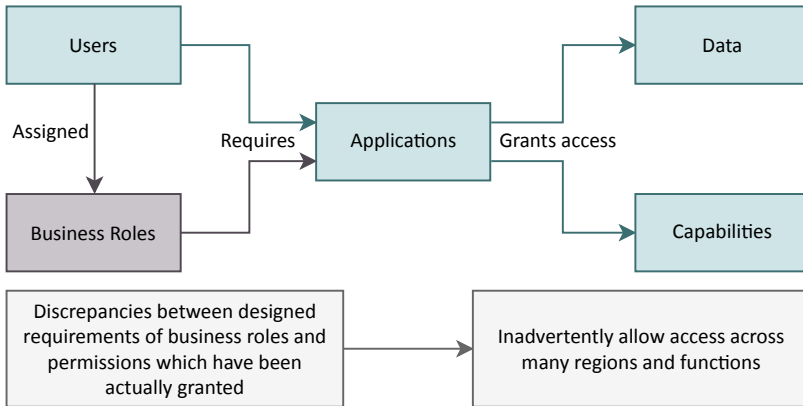 Users
Data
Assigned
Requires
Applications
Grants access
Business Roles
Capabilities
Discrepancies between designed
requirements of business roles and
permissions which have been
actually granted
Inadvertently allow access across
many regions and functions